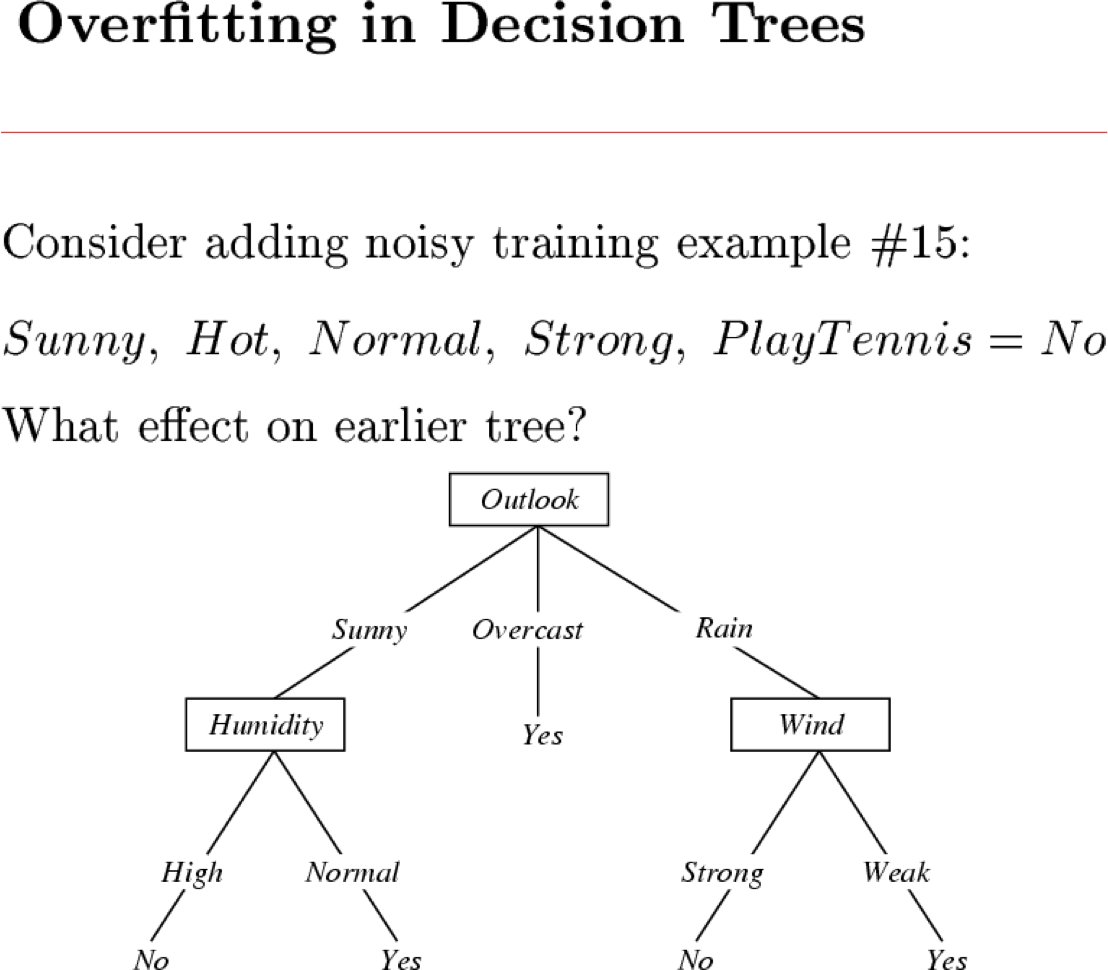 Overfitting in Decision Trees
Consider adding noisy training example #15:
Sunny, Hot, Normal, Strong, PlayTennis = No
What effect on earlier tree?
Outlook
Sunny Overcast Rain
Humidity Yes Wind
High Normal Strong Weak
No Yes No Yes